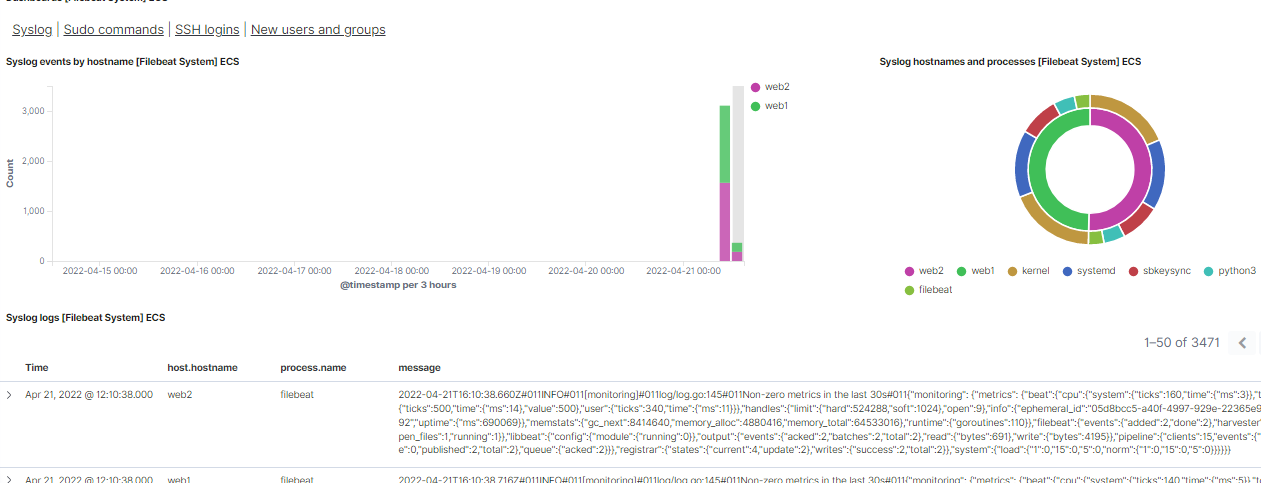 Dashboards [Filebeat System] ECS
Syslog | Sudo commands | SSH logins | New users and groups
Syslog events by hostname [Filebeat System] ECS
Syslog hostnames and processes [Filebeat System] ECS
web2
web1
3,000
2,000
1,000
0
Count
2022-04-15 00:00 2022-04-16 00:00 2022-04-17 00:00 2022-04-18 00:00 2022-04-19 00:00 2022-04-20 00:00 2022-04-21 00:00
@timestamp per 3 hours
web2 web1 kernel systemd sbkeysync python3
filebeat
Syslog logs [Filebeat System] ECS
1–50 of 3471
Time host.hostname process.name message
Apr 21, 2022 @ 12:10:38.000 web2 filebeat 2022-04-21T16:10:38.660Z#011INFO#011[monitoring]#011log/log.go:145#011Non-zero metrics in the last 30s#011{"monitoring": {"metrics": {"beat":{"cpu":{"system":{"ticks":160,"time":{"ms":3}},"t
{"ticks":500,"time":{"ms":14},"value":500},"user":{"ticks":340,"time":{"ms":11}}},"handles":{"limit":{"hard":524288,"soft":1024},"open":9},"info":{"ephemeral_id":"05d8bcc5-a40f-4997-929e-22365e9
92","uptime":{"ms":690069}},"memstats":{"gc_next":8414640,"memory_alloc":4880416,"memory_total":64533016},"runtime":{"goroutines":110}},"filebeat":{"events":{"added":2,"done":2},"harvester
pen_files":1,"running":1}},"libbeat":{"config":{"module":{"running":0}},"output":{"events":{"acked":2,"batches":2,"total":2},"read":{"bytes":691},"write":{"bytes":4195}},"pipeline":{"clients":15,"events":{"
e":0,"published":2,"total":2},"queue":{"acked":2}}},"registrar":{"states":{"current":4,"update":2},"writes":{"success":2,"total":2}},"system":{"load":{"1":0,"15":0,"5":0,"norm":{"1":0,"15":0,"5":0}}}}}}
Apr 21, 2022 @ 12:10:38.000 web1 filebeat 2022-04-21T16:10:38.716Z#011INFO#011[monitoring]#011log/log.go:145#011Non-zero metrics in the last 30s#011{"monitoring": {"metrics": {"beat":{"cpu":{"system":{"ticks":140,"time":{"ms":5}},"t